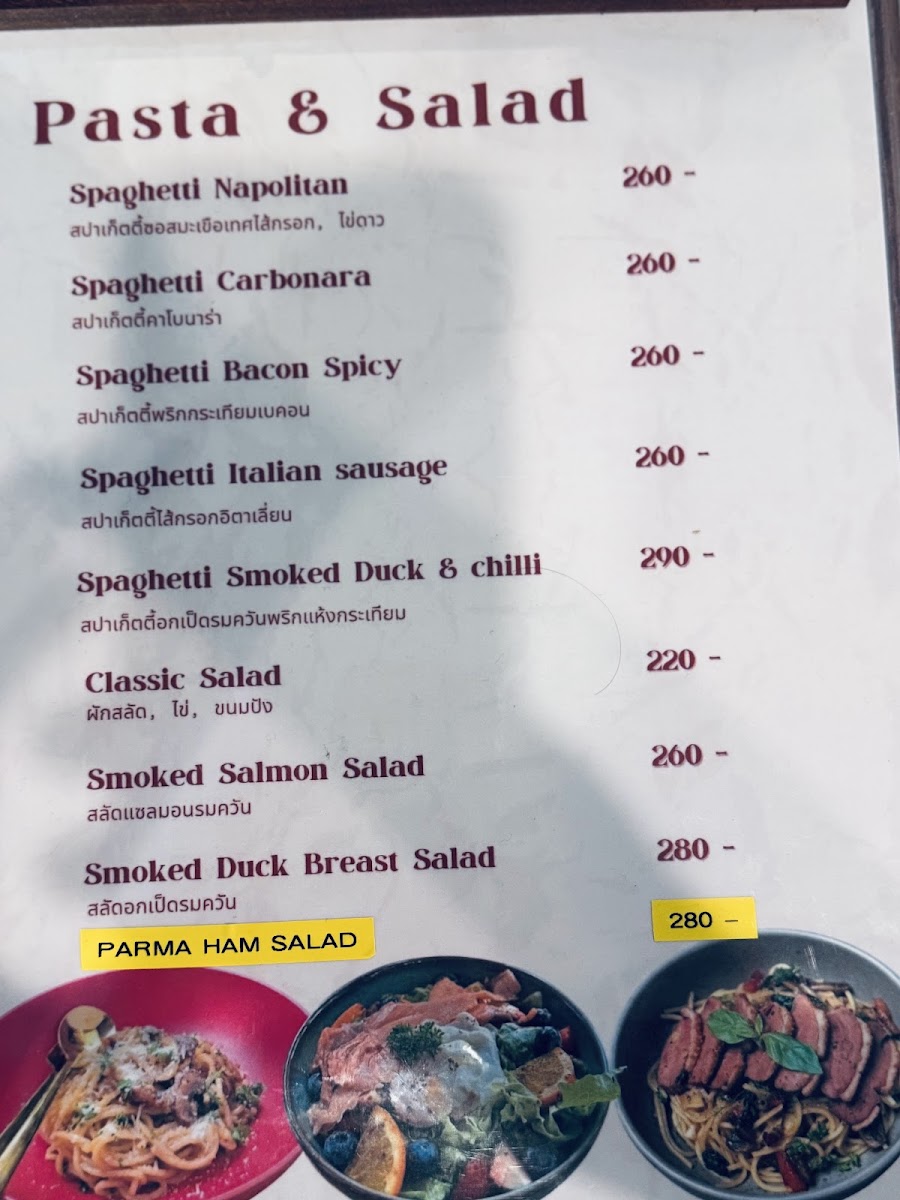 Pasta & Salad
Spaghetti Napolitan 260 -
สปาเก็ตตี้ซอสมะเขือเทศไส้กรอก, ไข่ดาว
Spaghetti Carbonara 260 -
สปาเก็ตตี้คาโบนาร่า
Spaghetti Bacon Spicy 260 -
สปาเก็ตตี้พริกกระเทียมเบคอน
Spaghetti Italian sausage 260 -
สปาเก็ตตี้ไส้กรอกอิตาเลี่ยน
Spaghetti Smoked Duck & chilli 290 -
สปาเก็ตตี้อกเป็ดรมควันพริกแห้งกระเทียม
Classic Salad 220 -
ผักสลัด, ไข่, ขนมปัง
Smoked Salmon Salad 260 -
สลัดแซลมอนรมควัน
Smoked Duck Breast Salad 280 -
สลัดอกเป็ดรมควัน
PARMA HAM SALAD 280 -